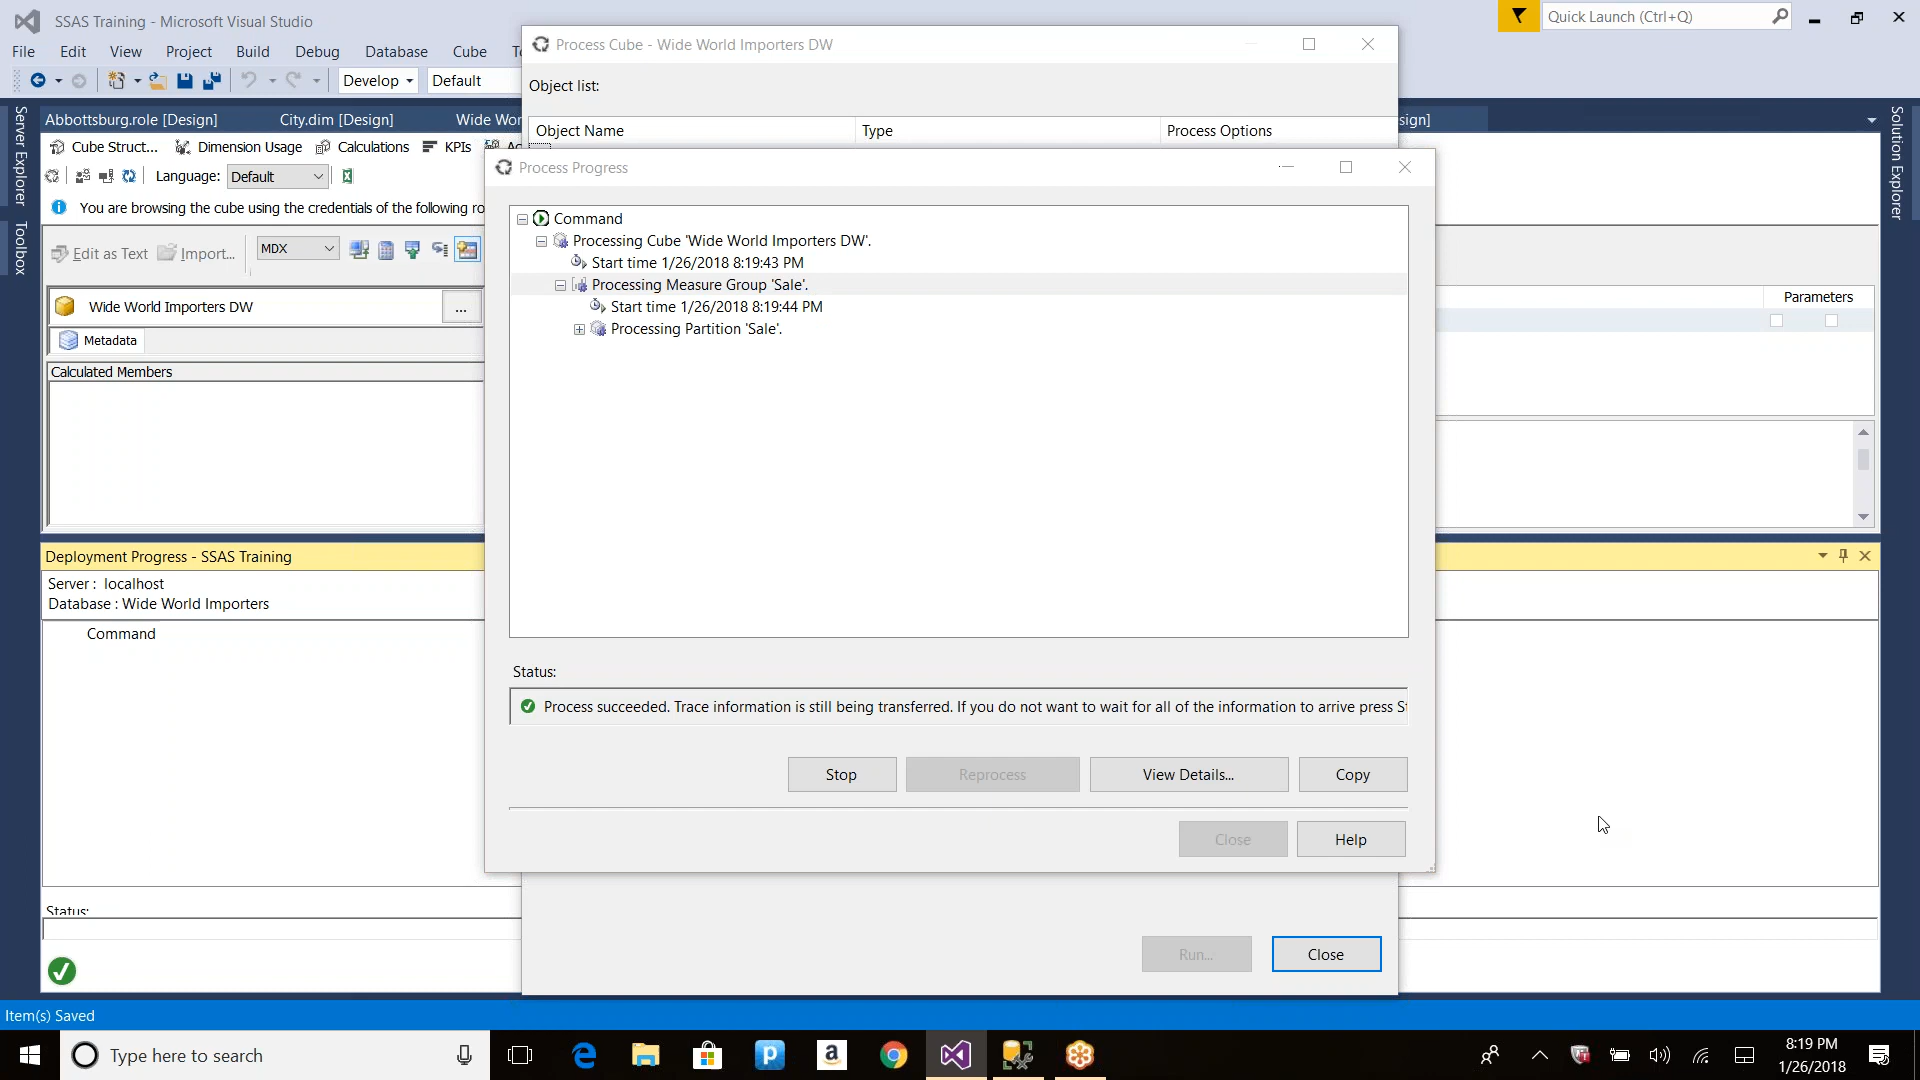 SSAS Training - Microsoft Visual Studio
Quick Launch (Ctrl+Q)
File Edit View Project Build Debug Database Cube
Develop Default
Process Cube - Wide World Importers DW
Object list:
Object Name Type Process Options
Server Explorer
Toolbox
Solution Explorer
Abbottsburg.role [Design] City.dim [Design] Wide Wor
sign]
Cube Struct... Dimension Usage Calculations KPIs Ac
Language: Default
You are browsing the cube using the credentials of the following ro
Edit as Text Import... MDX
Wide World Importers DW ...
Metadata
Calculated Members
Parameters
Process Progress
Command
Processing Cube 'Wide World Importers DW'.
Start time 1/26/2018 8:19:43 PM
Processing Measure Group 'Sale'.
Start time 1/26/2018 8:19:44 PM
Processing Partition 'Sale'.
Status:
Process succeeded. Trace information is still being transferred. If you do not want to wait for all of the information to arrive press S
Stop Reprocess View Details... Copy
Close Help
Deployment Progress - SSAS Training
Server : localhost
Database : Wide World Importers
Command
Status:
Run... Close
Item(s) Saved
Type here to search
8:19 PM
1/26/2018